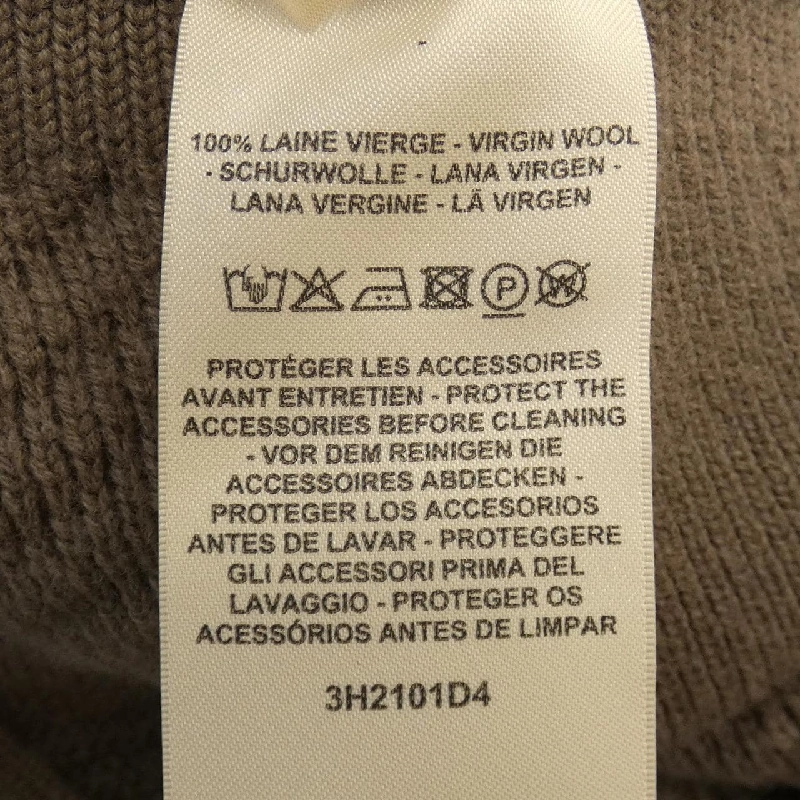 100% LAINE VIERGE - VIRGIN WOOL
- SCHURWOLLE - LANA VIRGEN -
LANA VERGINE - LÃ VIRGEN
P
W
PROTÉGER LES ACCESSOIRES
AVANT ENTRETIEN - PROTECT THE
ACCESSORIES BEFORE CLEANING
- VOR DEM REINIGEN DIE
ACCESSOIRES ABDECKEN -
PROTEGER LOS ACCESORIOS
ANTES DE LAVAR - PROTEGGERE
GLI ACCESSORI PRIMA DEL
LAVAGGIO - PROTEGER OS
ACESSÓRIOS ANTES DE LIMPAR
3H2101D4